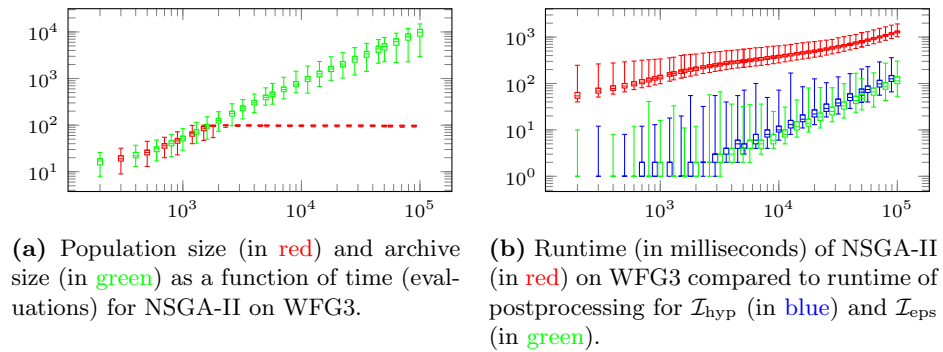 10^4
10^3
10^2
10^1
10^3
10^4
10^5
(a) Population size (in red) and archive
size (in green) as a function of time (eval-
uations) for NSGA-II on WFG3.
10^3
10^2
10^1
10^0
10^3
10^4
10^5
(b) Runtime (in milliseconds) of NSGA-II
(in red) on WFG3 compared to runtime of
postprocessing for I_hyp (in blue) and I_eps
(in green).